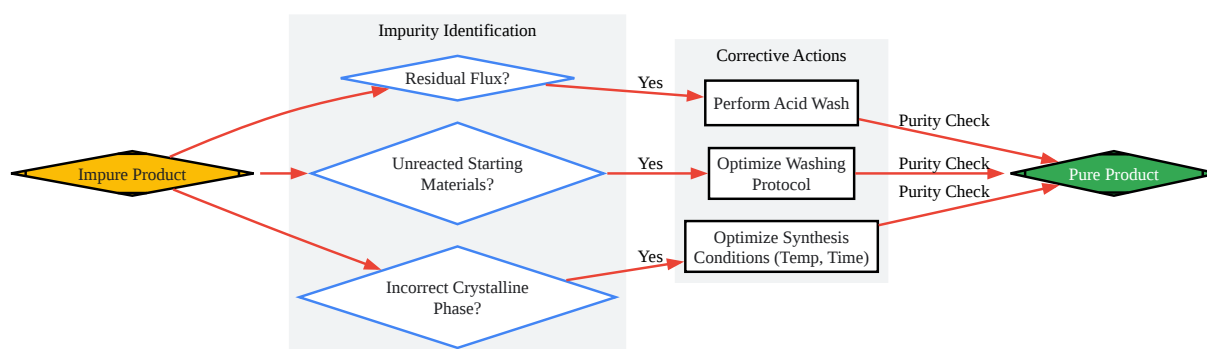 Impurity Identification
Corrective Actions
Residual Flux?
Yes
Perform Acid Wash
Purity Check
Impure Product
Unreacted Starting
Materials?
Yes
Optimize Washing
Protocol
Purity Check
Pure Product
Purity Check
Incorrect Crystalline
Phase?
Yes
Optimize Synthesis
Conditions (Temp, Time)